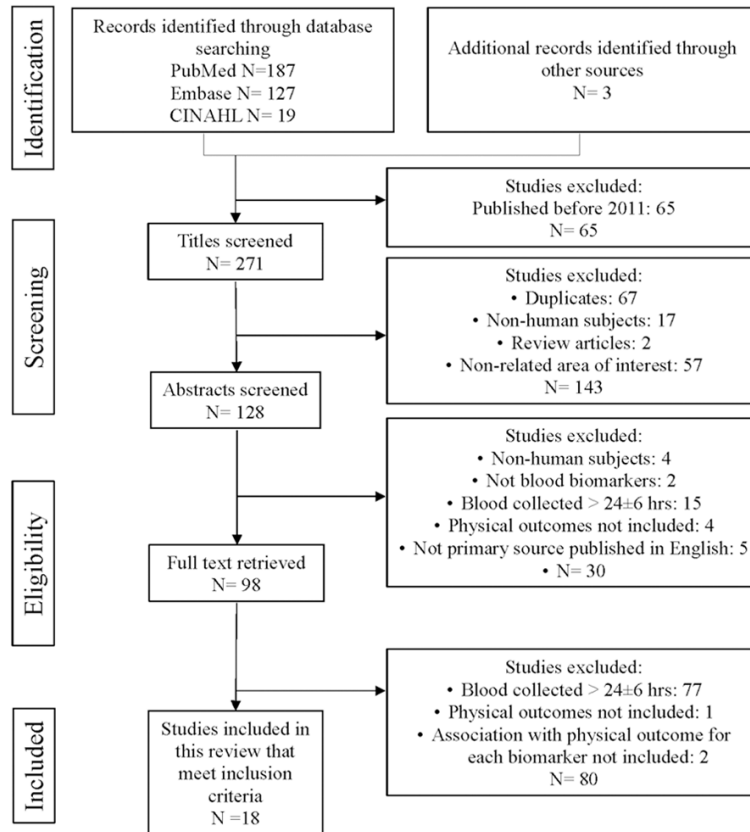 Identification
Records identified through database
searching
PubMed N=187
Embase N= 127
CINAHL N= 19
Additional records identified through
other sources
N= 3
Studies excluded:
Published before 2011: 65
N= 65
Screening
Titles screened
N= 271
Studies excluded:
• Duplicates: 67
• Non-human subjects: 17
• Review articles: 2
• Non-related area of interest: 57
N= 143
Abstracts screened
N= 128
Studies excluded:
• Non-human subjects: 4
• Not blood biomarkers: 2
• Blood collected > 24±6 hrs: 15
• Physical outcomes not included: 4
• Not primary source published in English: 5
• N= 30
Eligibility
Full text retrieved
N= 98
Studies excluded:
• Blood collected > 24±6 hrs: 77
• Physical outcomes not included: 1
• Association with physical outcome for
each biomarker not included: 2
N= 80
Included
Studies included in
this review that
meet inclusion
criteria
N =18